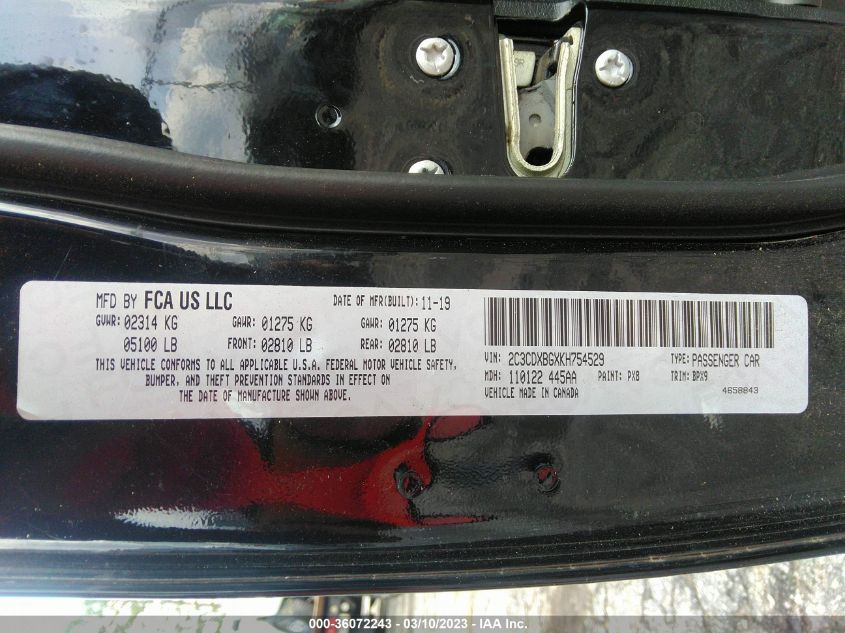 MFD BY FCA US LLC
DATE OF MFR(BUILT): 11-19
GVWR: 02314 KG GAWR: 01275 KG GAWR: 01275 KG
05100 LB FRONT: 02810 LB REAR: 02810 LB
THIS VEHICLE CONFORMS TO ALL APPLICABLE U.S.A. FEDERAL MOTOR VEHICLE SAFETY,
BUMPER, AND THEFT PREVENTION STANDARDS IN EFFECT ON
THE DATE OF MANUFACTURE SHOWN ABOVE.
VIN: 2C3CDXBGXKH754529 TYPE: PASSENGER CAR
MDH: 110122 445AA PAINT: PX8 TRIM: BPX9
VEHICLE MADE IN CANADA 4658843
000-36072243 - 03/10/2023 - IAA Inc.